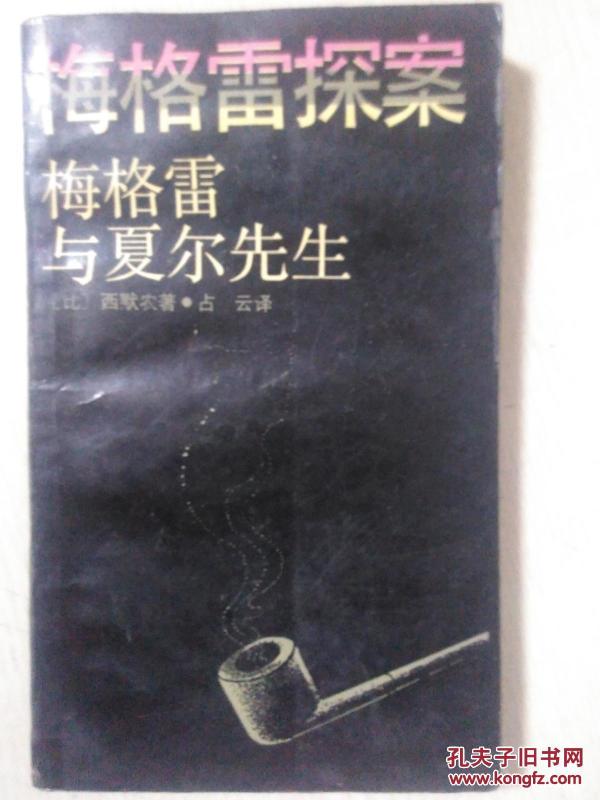 梅格雷探案
梅格雷
与夏尔先生
［比］西默农著●占 云译
孔夫子旧书网
www.kongfz.com